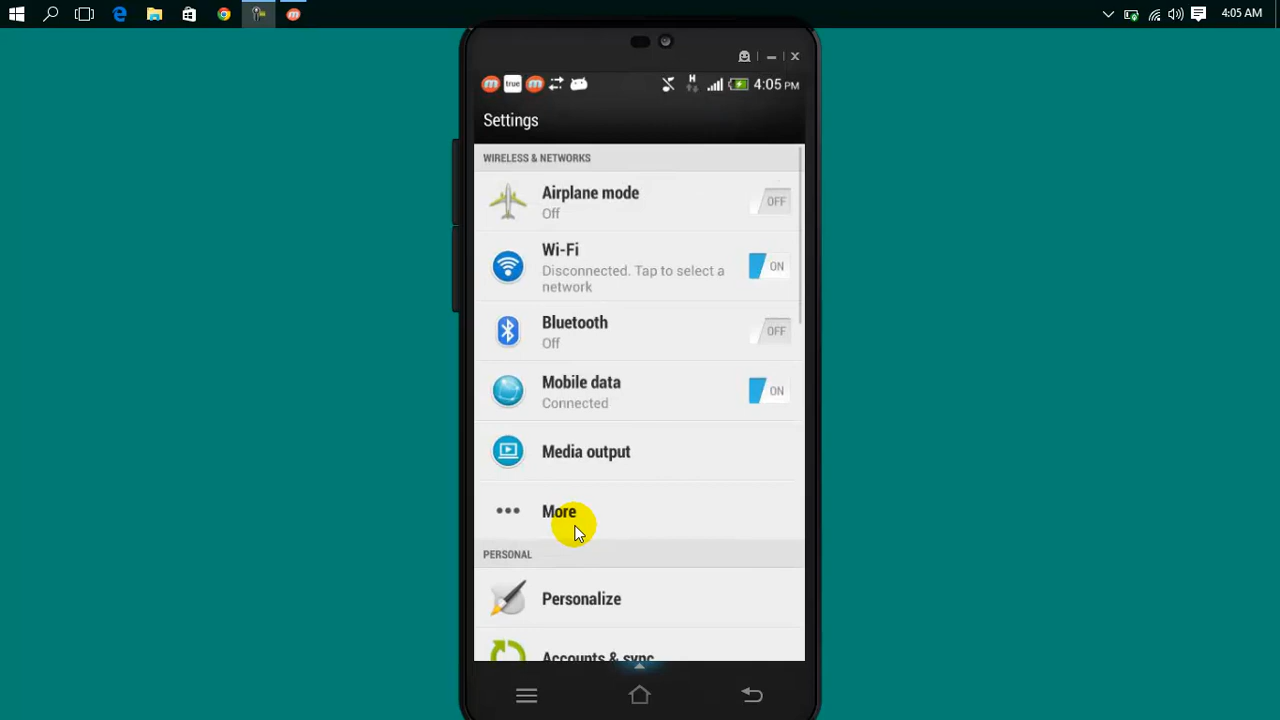 4:05 AM
true
H
4:05 PM
Settings
WIRELESS & NETWORKS
Airplane mode
Off
OFF
Wi-Fi
Disconnected. Tap to select a
network
ON
Bluetooth
Off
OFF
Mobile data
Connected
ON
Media output
More
PERSONAL
Personalize
Accounts & sync